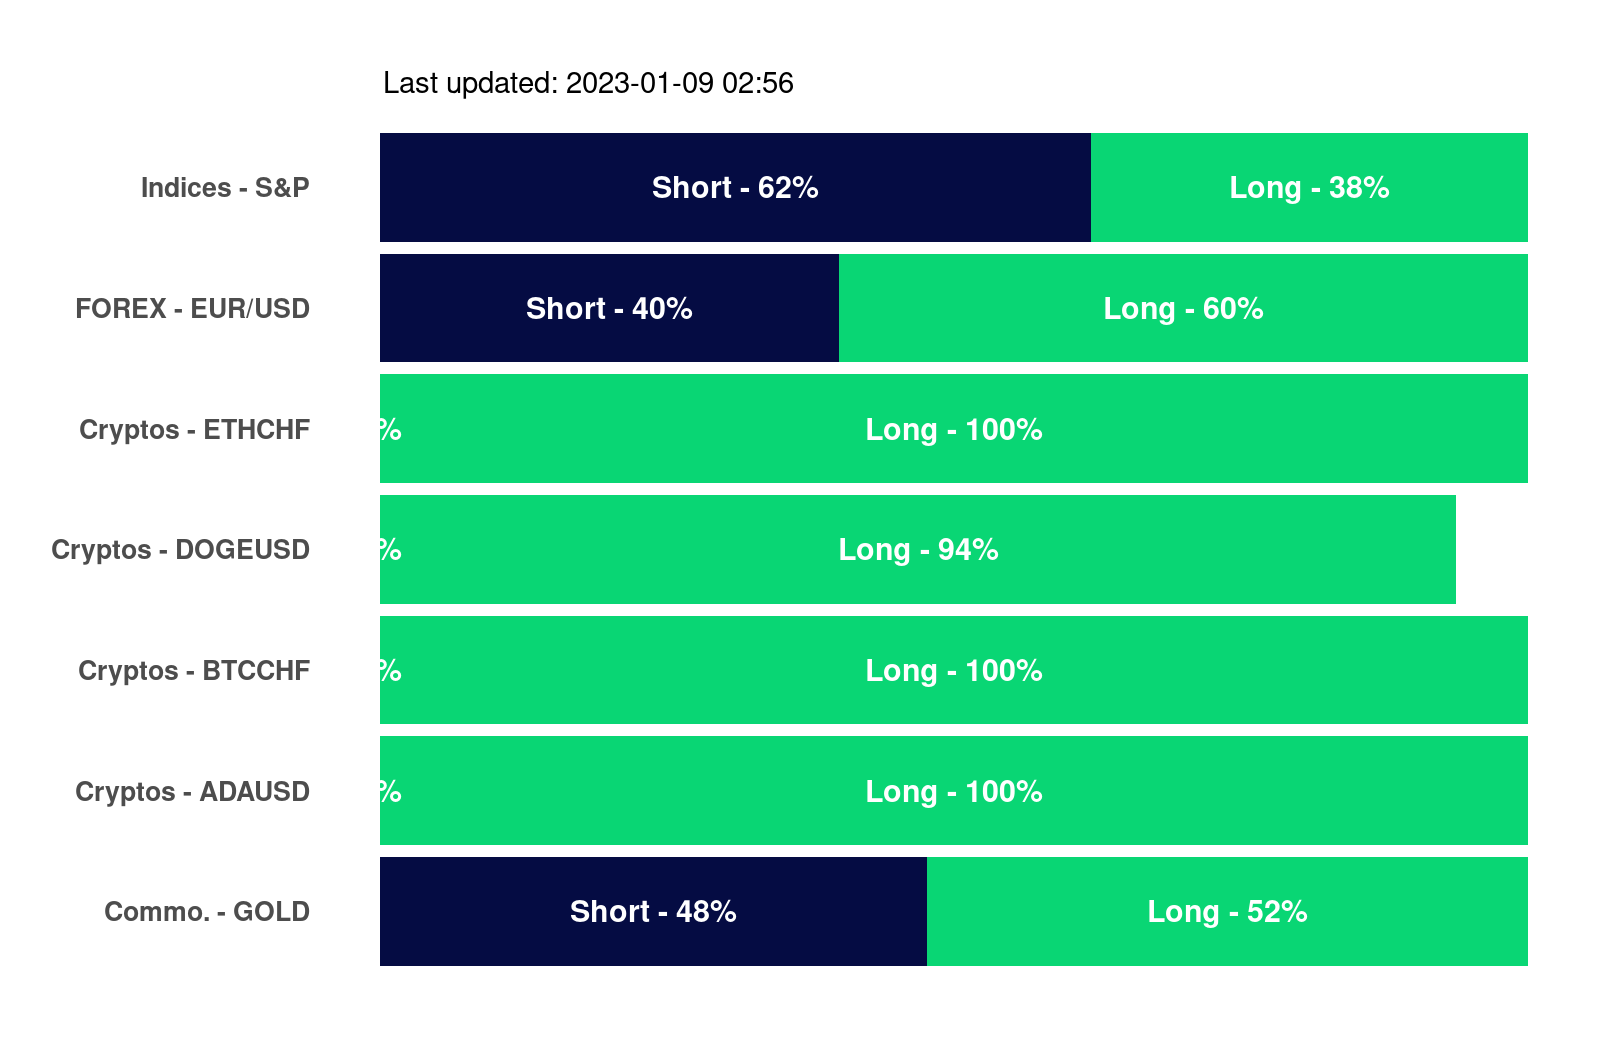 Last updated: 2023-01-09 02:56
Indices - S&P Short - 62% Long - 38%
FOREX - EUR/USD Short - 40% Long - 60%
Cryptos - ETHCHF % Long - 100%
Cryptos - DOGEUSD % Long - 94%
Cryptos - BTCCHF % Long - 100%
Cryptos - ADAUSD % Long - 100%
Commo. - GOLD Short - 48% Long - 52%